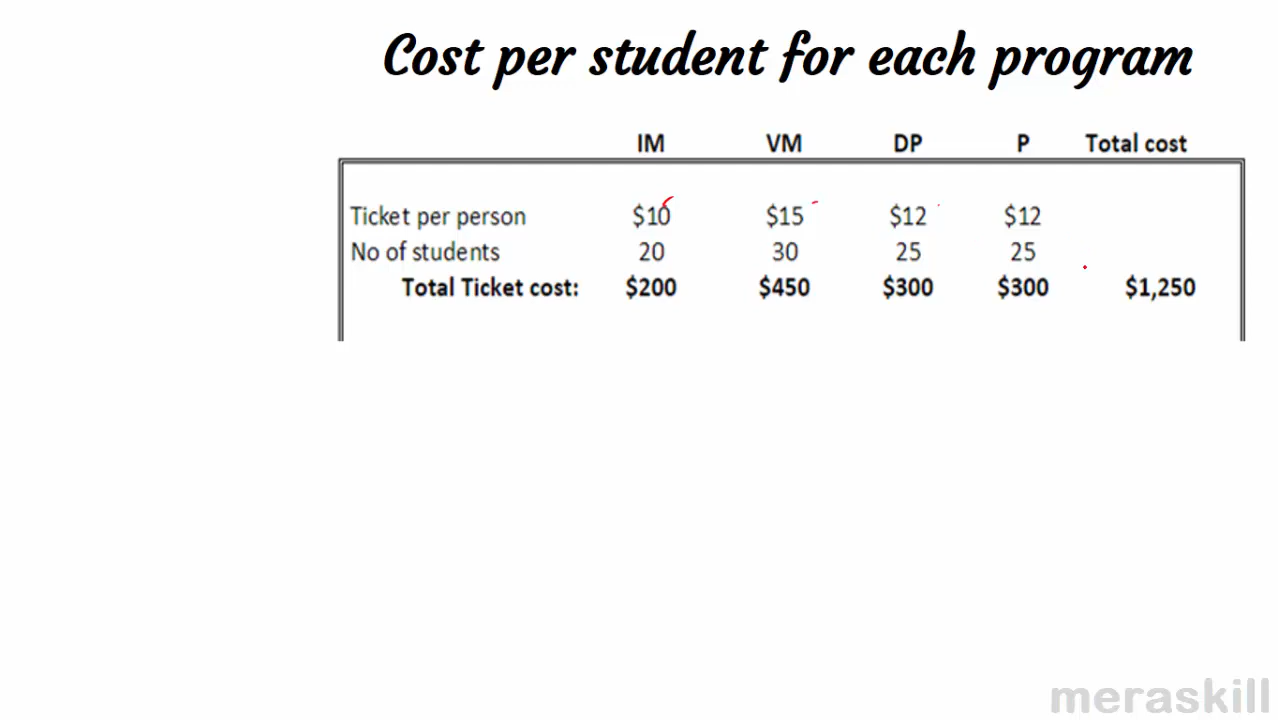 Cost per student for each program
IM VM DP P Total cost
Ticket per person $10 $15 $12 $12
No of students 20 30 25 25
Total Ticket cost: $200 $450 $300 $300 $1,250
meraskill